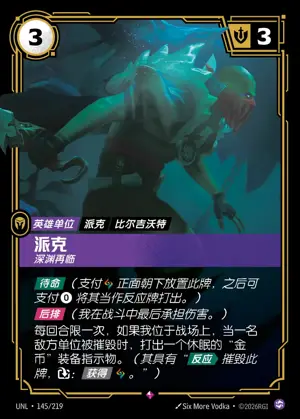 3
3
英雄单位 派克 比尔吉沃特
派克
深渊再临
待命 (支付 正面朝下放置此牌,之后可
支付 0 将其当作反应牌打出。)
后排 (我在战斗中最后承担伤害。)
每回合限一次,如果我位于战场上,当一名
敌方单位被摧毁时,打出一个休眠的“金
币”装备指示物。(其具有“反应 摧毁此
牌, : 获得 。”)
UNL • 145/219
Six More Vodka • ©2026RGI